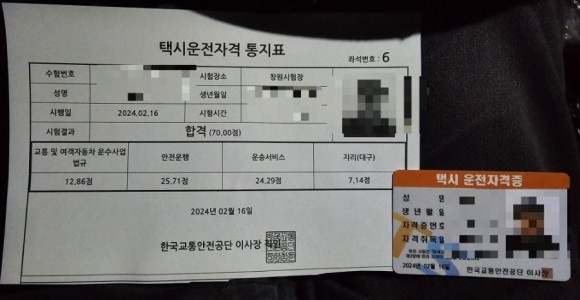 택시운전자격 통지표
좌석번호 : 6
수험번호 시험장소 창원시험장
성명 생년월일
시행일 2024.02.16 시험시간
시험결과 합격 (70.00점)
교통 및 여객자동차 운수사업 법규 안전운행 운송서비스 지리(대구)
12.86점 25.71점 24.29점 7.14점
2024년 02월 16일
한국교통안전공단 이사장 직인
택시 운전자격증
성 명
생 년 월 일
자격증번호
자격취득일
2024년 02월 16일
한국교통안전공단 이사장